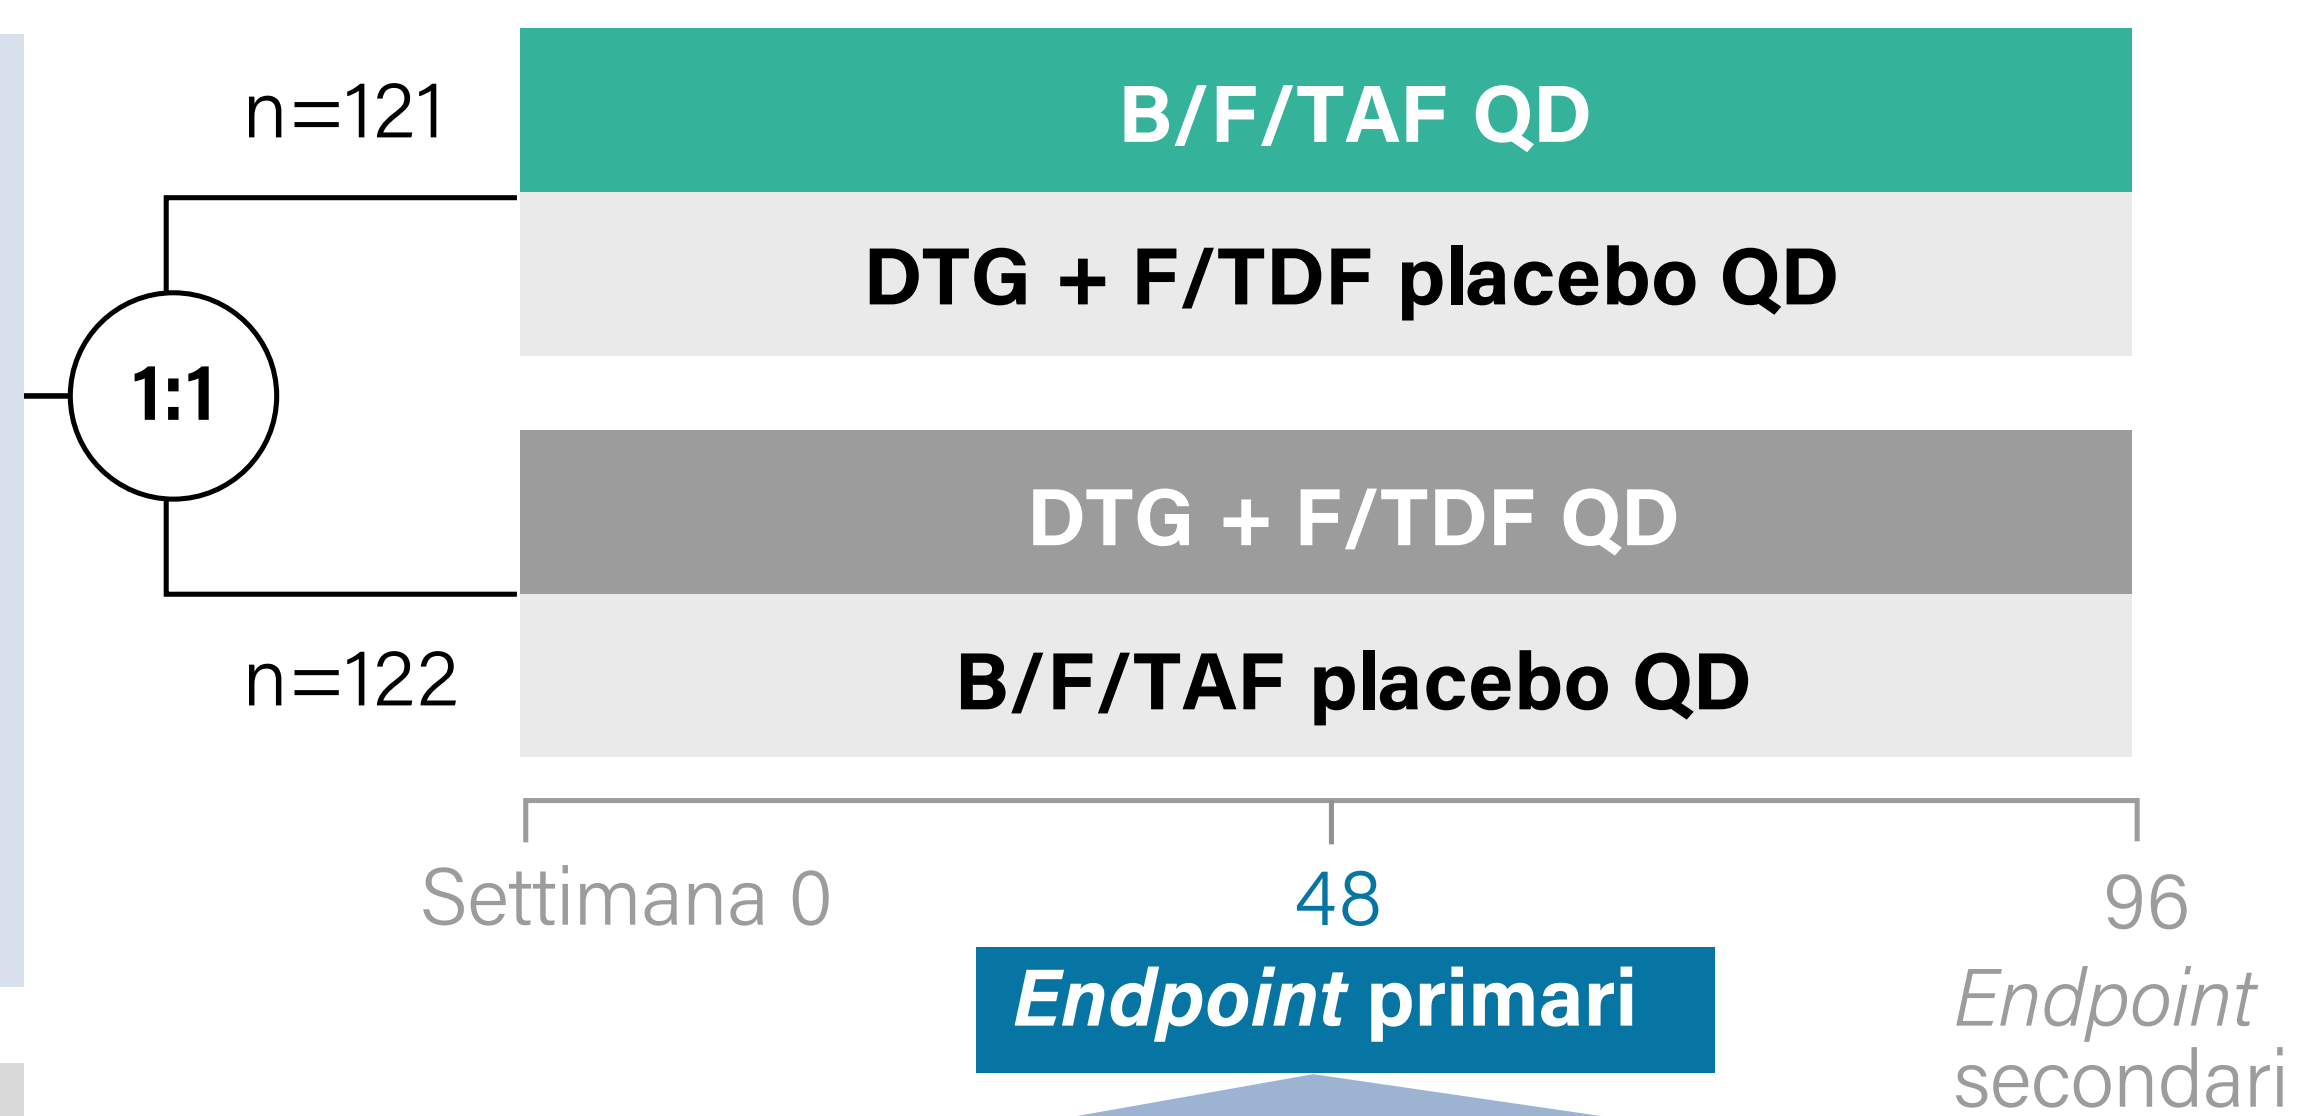 n=121
B/F/TAF QD
DTG + F/TDF placebo QD
1:1
DTG + F/TDF QD
n=122
B/F/TAF placebo QD
Settimana 0
48
96
Endpoint primari
Endpoint
secondari